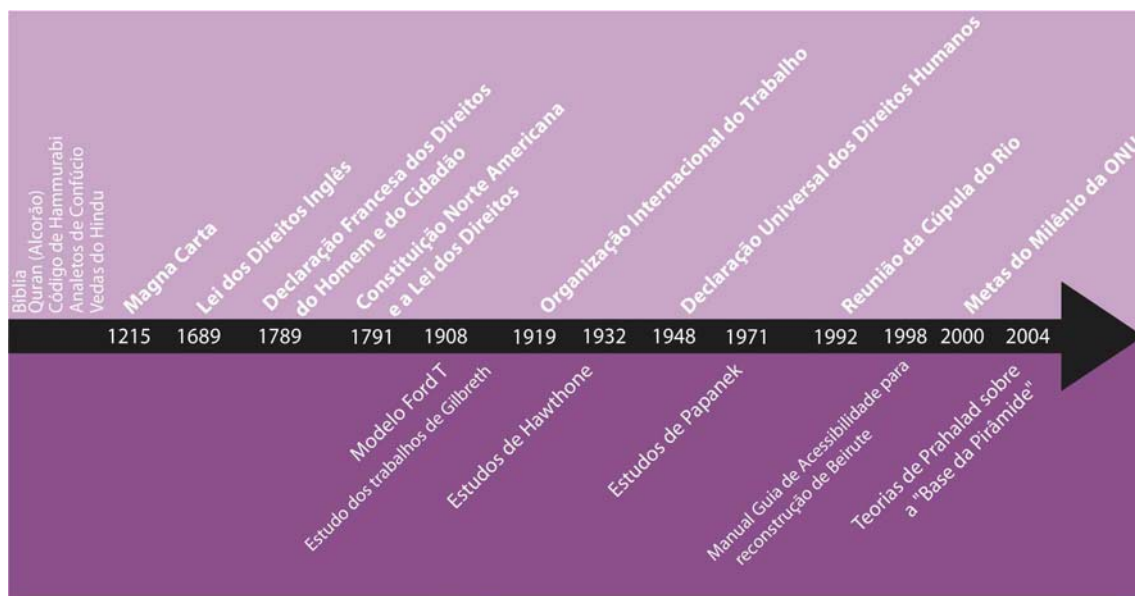 Bíblia
Quran (Alcorão)
Código de Hammurabi
Analetos de Confúcio
Vedas do Hindu
Magna Carta
Lei dos Direitos Inglês
Declaração Francesa dos Direitos
do Homem e do Cidadão
Constituição Norte Americana
e a Lei dos Direitos
Organização Internacional do Trabalho
Declaração Universal dos Direitos Humanos
Reunião da Cúpula do Rio
Metas do Milênio da ONU
1215 1689 1789 1791 1908 1919 1932 1948 1971 1992 1998 2000 2004
Modelo Ford T
Estudo dos trabalhos de Gilbreth
Estudos de Hawthone
Estudos de Papanek
Manual Guia de Acessibilidade para
reconstrução de Beirute
Teorias de Prahalad sobre
a "Base da Pirâmide"